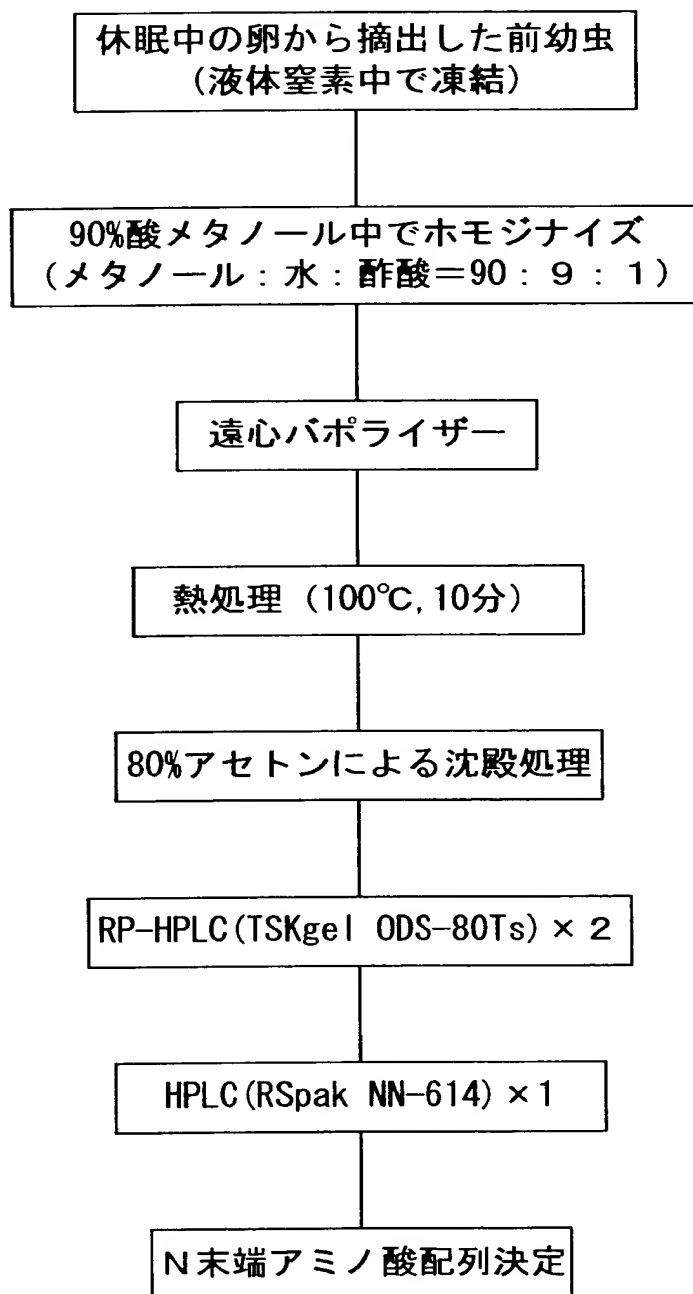 休眠中の卵から摘出した前幼虫
(液体窒素中で凍結)
90%酸メタノール中でホモジナイズ
(メタノール：水：酢酸＝90：9：1)
遠心バポライザー
熱処理 (100℃, 10分)
80%アセトンによる沈殿処理
RP-HPLC(TSKgel ODS-80Ts)×2
HPLC(RSpak NN-614)×1
N末端アミノ酸配列決定